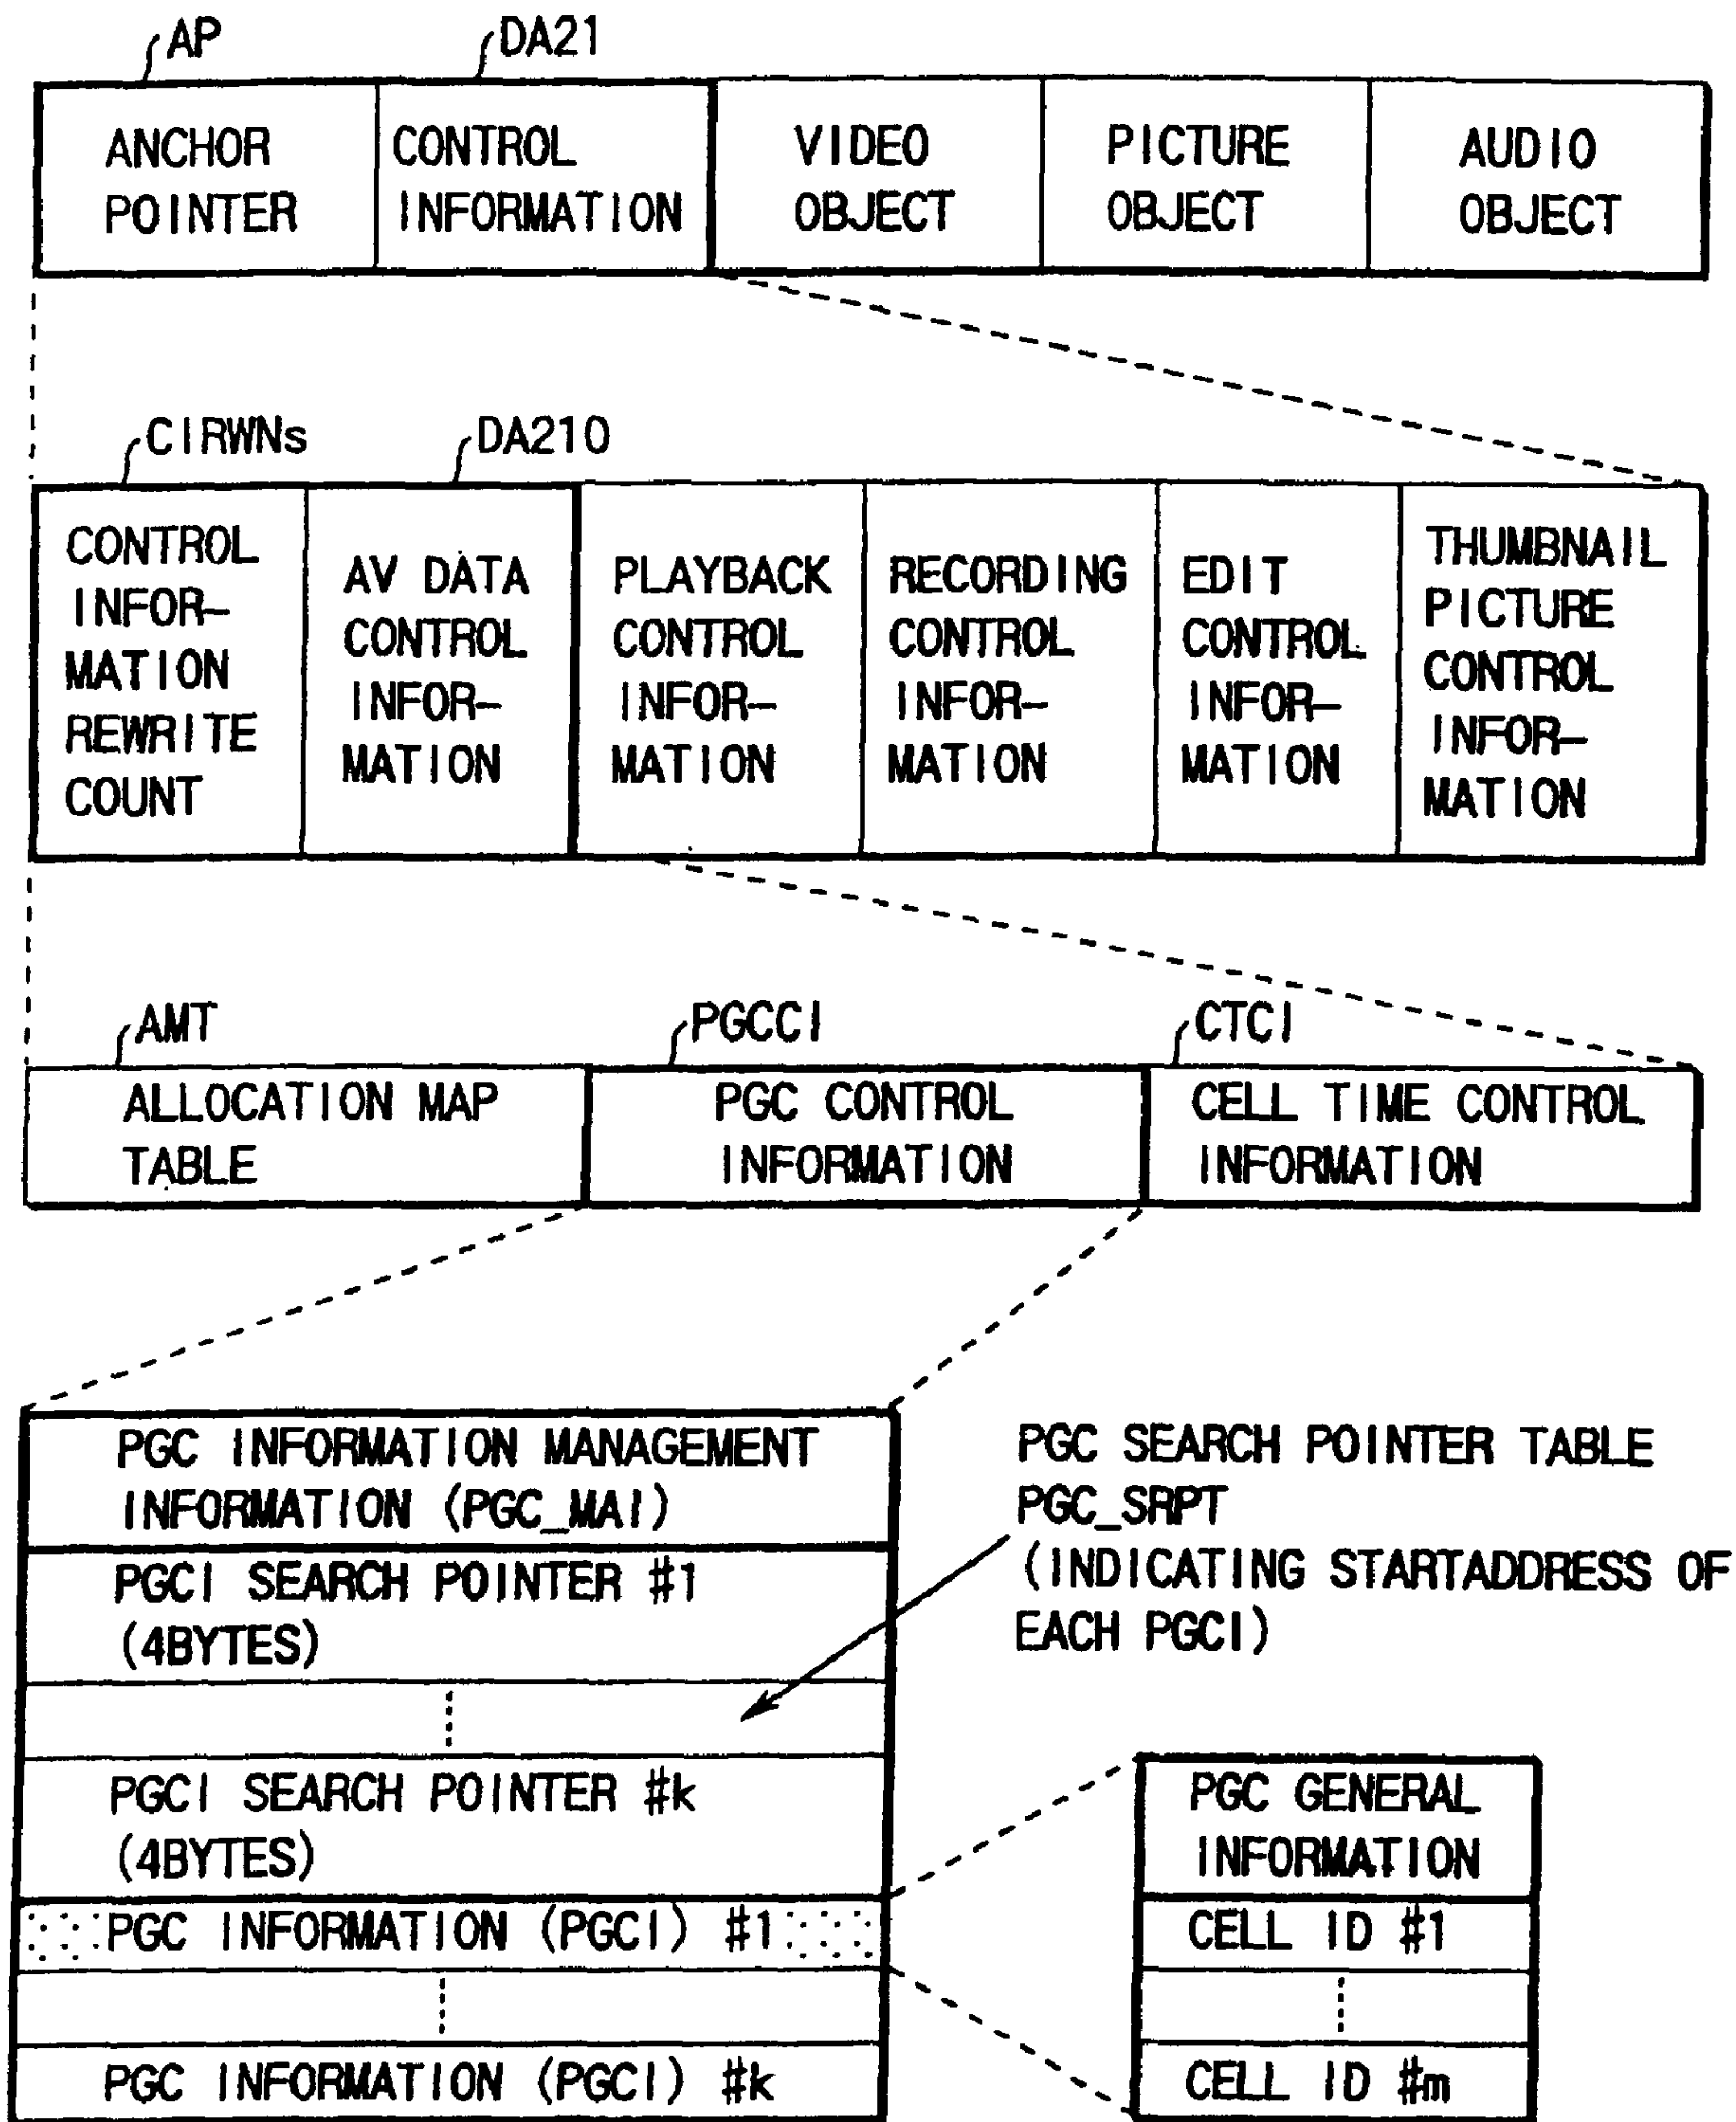 AP
DA21
ANCHOR
POINTER
CONTROL
INFORMATION
VIDEO
OBJECT
PICTURE
OBJECT
AUDIO
OBJECT
CIRWNs
DA210
CONTROL
INFOR-
MATION
REWRITE
COUNT
AV DATA
CONTROL
INFOR-
MATION
PLAYBACK
CONTROL
INFOR-
MATION
RECORDING
CONTROL
INFOR-
MATION
EDIT
CONTROL
INFOR-
MATION
THUMBNAIL
PICTURE
CONTROL
INFOR-
MATION
AMT
PGCCI
CTCI
ALLOCATION MAP
TABLE
PGC CONTROL
INFORMATION
CELL TIME CONTROL
INFORMATION
PGC INFORMATION MANAGEMENT
INFORMATION (PGC_MAI)
PGCI SEARCH POINTER #1
(4BYTES)
PGCI SEARCH POINTER #k
(4BYTES)
PGC INFORMATION (PGCI) #1
PGC INFORMATION (PGCI) #k
PGC SEARCH POINTER TABLE
PGC_SRPT
(INDICATING STARTADDRESS OF
EACH PGCI)
PGC GENERAL
INFORMATION
CELL ID #1
CELL ID #m